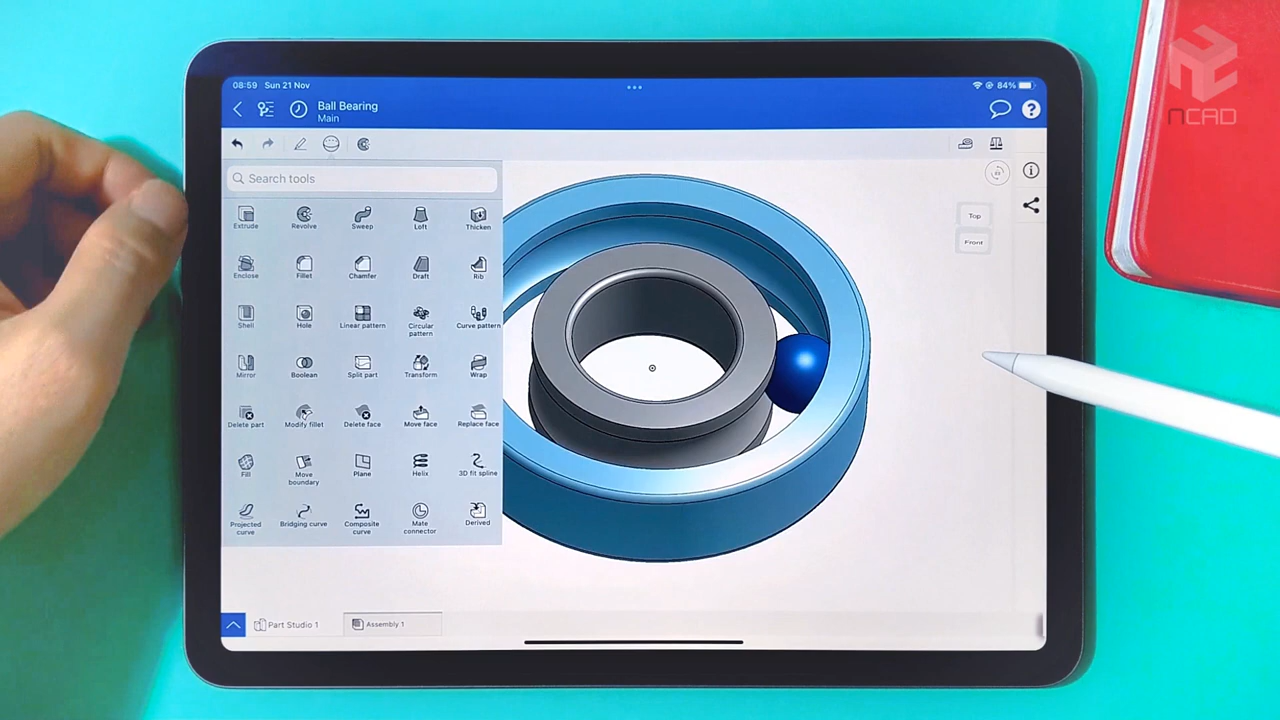 08:59 Sun 21 Nov
84%
Ball Bearing
Main
?
Search tools
Extrude Revolve Sweep Loft Thicken
Enclose Fillet Chamfer Draft Rib
Shell Hole Linear pattern Circular pattern Curve pattern
Mirror Boolean Split part Transform Wrap
Delete part Modify fillet Delete face Move face Replace face
Fill Move boundary Plane Helix 3D fit spline
Projected curve Bridging curve Composite curve Mate connector Derived
Top
Front
Part Studio 1
Assembly 1
nCAD